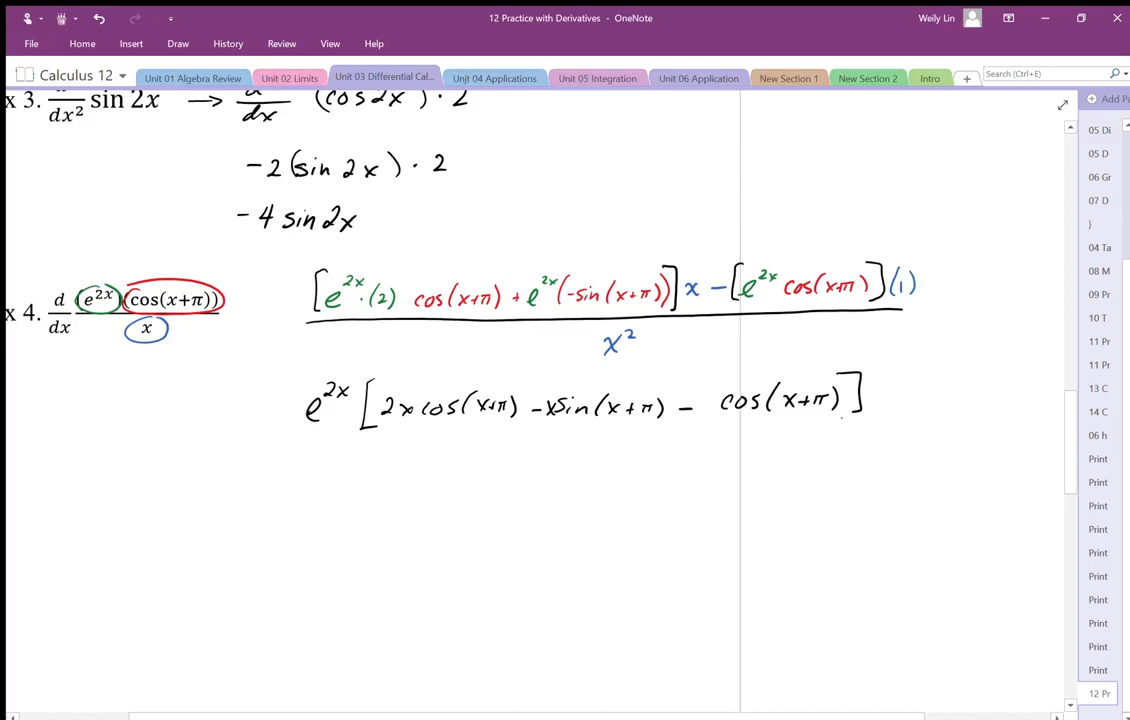 12 Practice with Derivatives - OneNote
Weily Lin
File Home Insert Draw History Review View Help
Calculus 12
Unit 01 Algebra Review
Unit 02 Limits
Unit 03 Differential Cal...
Unit 04 Applications
Unit 05 Integration
Unit 06 Application
New Section 1
New Section 2
Intro
+
Search (Ctrl+E)
Add Pa
x 3. d/dx² sin 2x → d/dx (cos 2x) · 2
-2 (sin 2x) · 2
-4 sin 2x
x 4. d/dx (e^2x)(cos(x+π))/x
[e^2x · (2) cos(x+π) + e^2x (-sin(x+π))] x - [e^2x cos(x+π)] (1)
x²
e^2x [2x cos(x+π) - x sin(x+π) - cos(x+π)]
05 Di
05 D
06 Gr
07 D
}
04 Ta
08 M
09 Pr
10 T
11 Pr
11 Pr
13 C
14 C
06 h
Print
Print
Print
Print
Print
Print
Print
Print
Print
Print
12 Pr